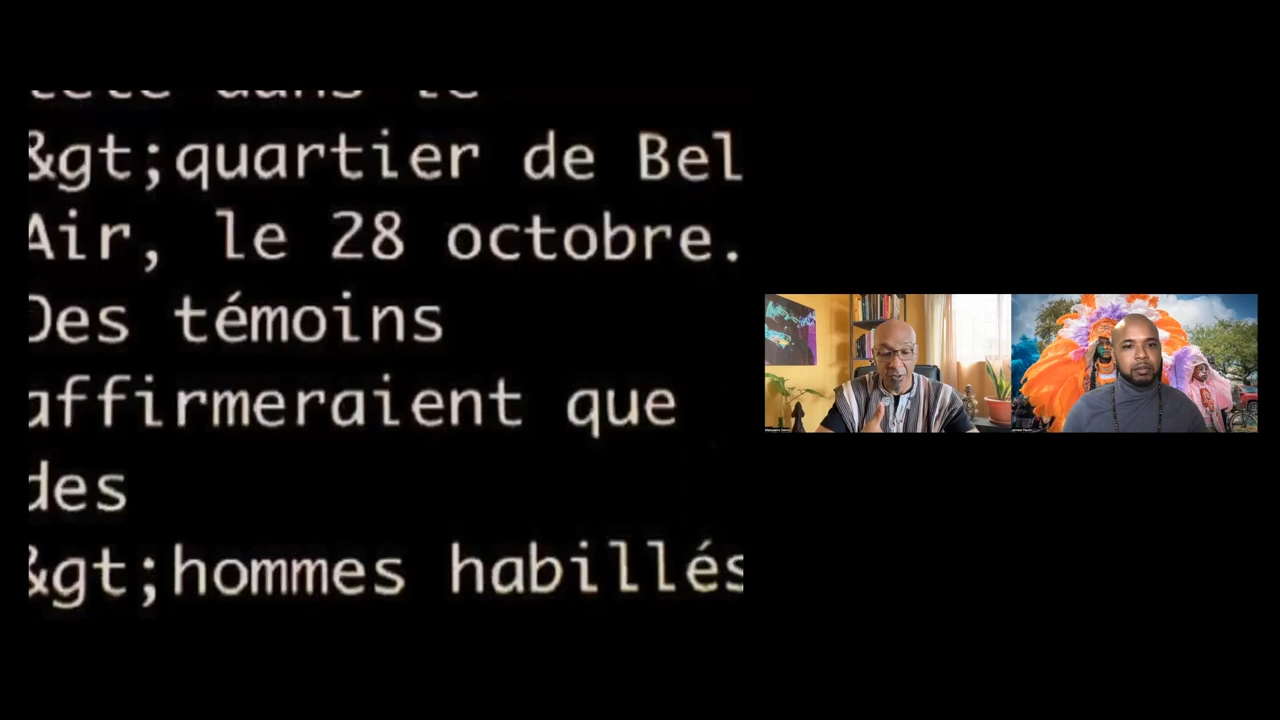 &gt;quartier de Bel
Air, le 28 octobre.
Des témoins
affirmeraient que
des
&gt;hommes habillés